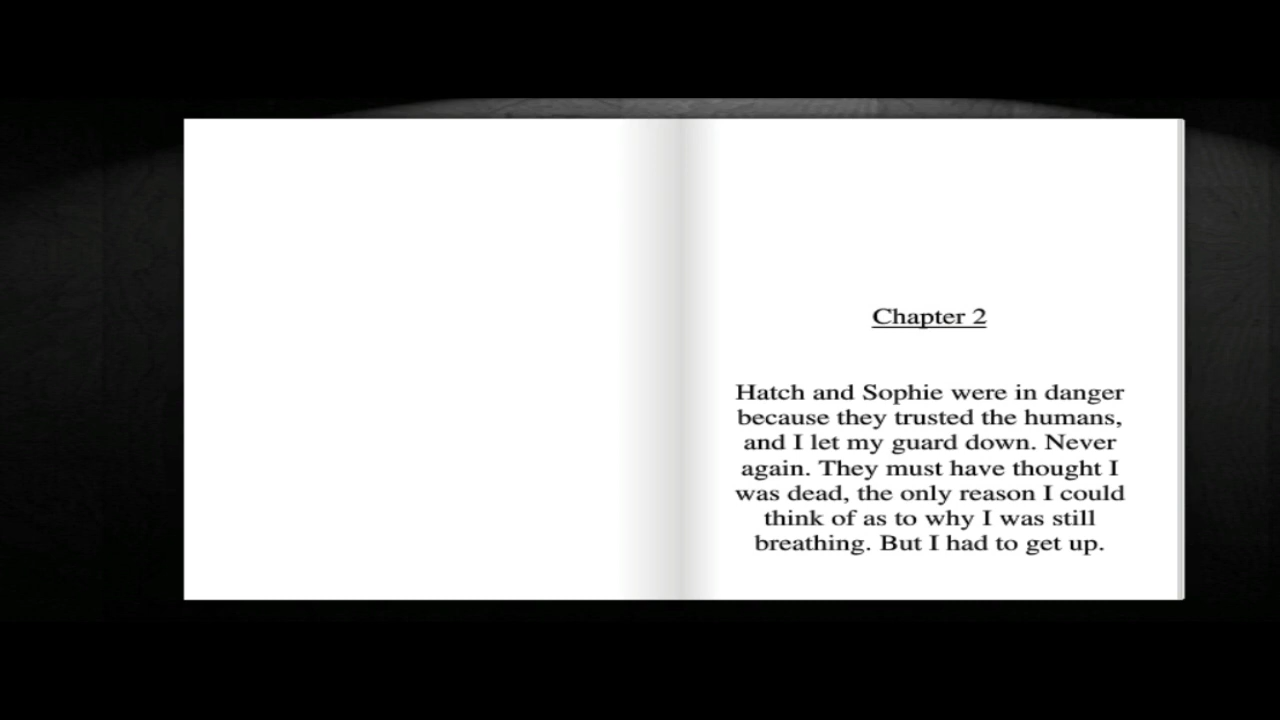 Chapter 2
Hatch and Sophie were in danger
because they trusted the humans,
and I let my guard down. Never
again. They must have thought I
was dead, the only reason I could
think of as to why I was still
breathing. But I had to get up.